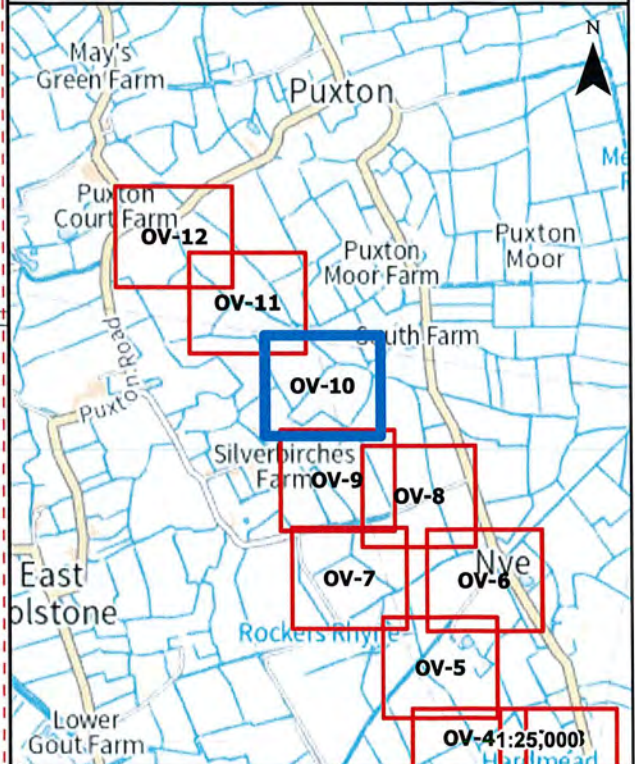 N
May's
Green Farm
Puxton
Puxton
Court Farm
OV-12
Puxton
Moor Farm
Puxton
Moor
OV-11
South Farm
OV-10
Puxton Road
Silverbirches
Farm
OV-9
OV-8
Nye
OV-7
OV-6
East
olstone
Rockers Rhyne
OV-5
Lower
Gout Farm
OV-4
1:25,000